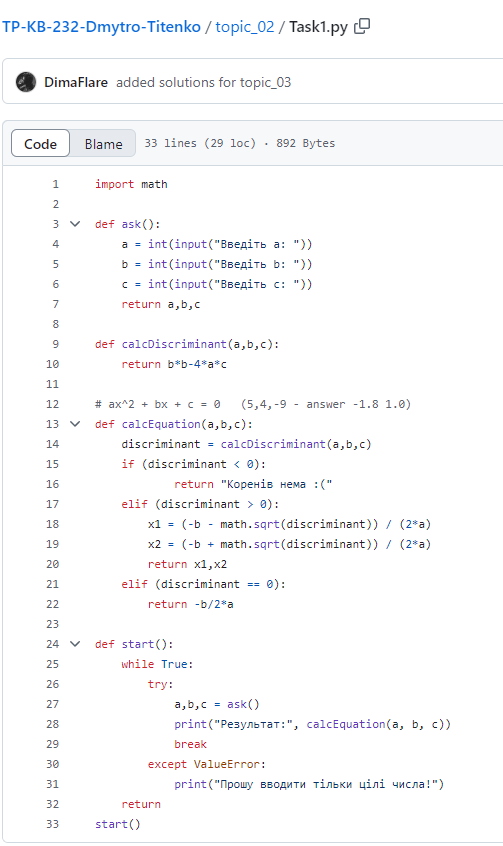 TP-KB-232-Dmytro-Titenko / topic_02 / Task1.py
DimaFlare added solutions for topic_03
Code Blame 33 lines (29 loc) · 892 Bytes
1 import math
2
3 def ask():
4     a = int(input("Введіть a: "))
5     b = int(input("Введіть b: "))
6     c = int(input("Введіть c: "))
7     return a,b,c
8
9 def calcDiscriminant(a,b,c):
10     return b*b-4*a*c
11
12 # ax^2 + bx + c = 0   (5,4,-9 - answer -1.8 1.0)
13 def calcEquation(a,b,c):
14     discriminant = calcDiscriminant(a,b,c)
15     if (discriminant < 0):
16             return "Коренів нема :("
17     elif (discriminant > 0):
18         x1 = (-b - math.sqrt(discriminant)) / (2*a)
19         x2 = (-b + math.sqrt(discriminant)) / (2*a)
20         return x1,x2
21     elif (discriminant == 0):
22         return -b/2*a
23
24 def start():
25     while True:
26         try:
27             a,b,c = ask()
28             print("Результат:", calcEquation(a, b, c))
29             break
30         except ValueError:
31             print("Прошу вводити тільки цілі числа!")
32     return
33 start()